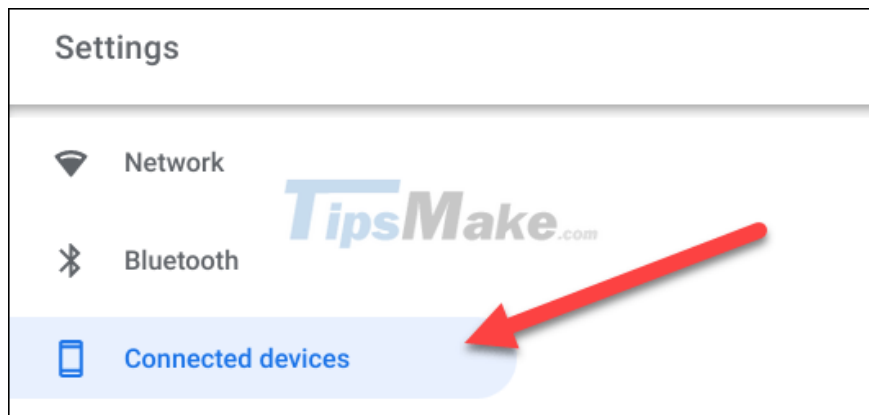 Settings
Network
TipsMake.com
Bluetooth
Connected devices